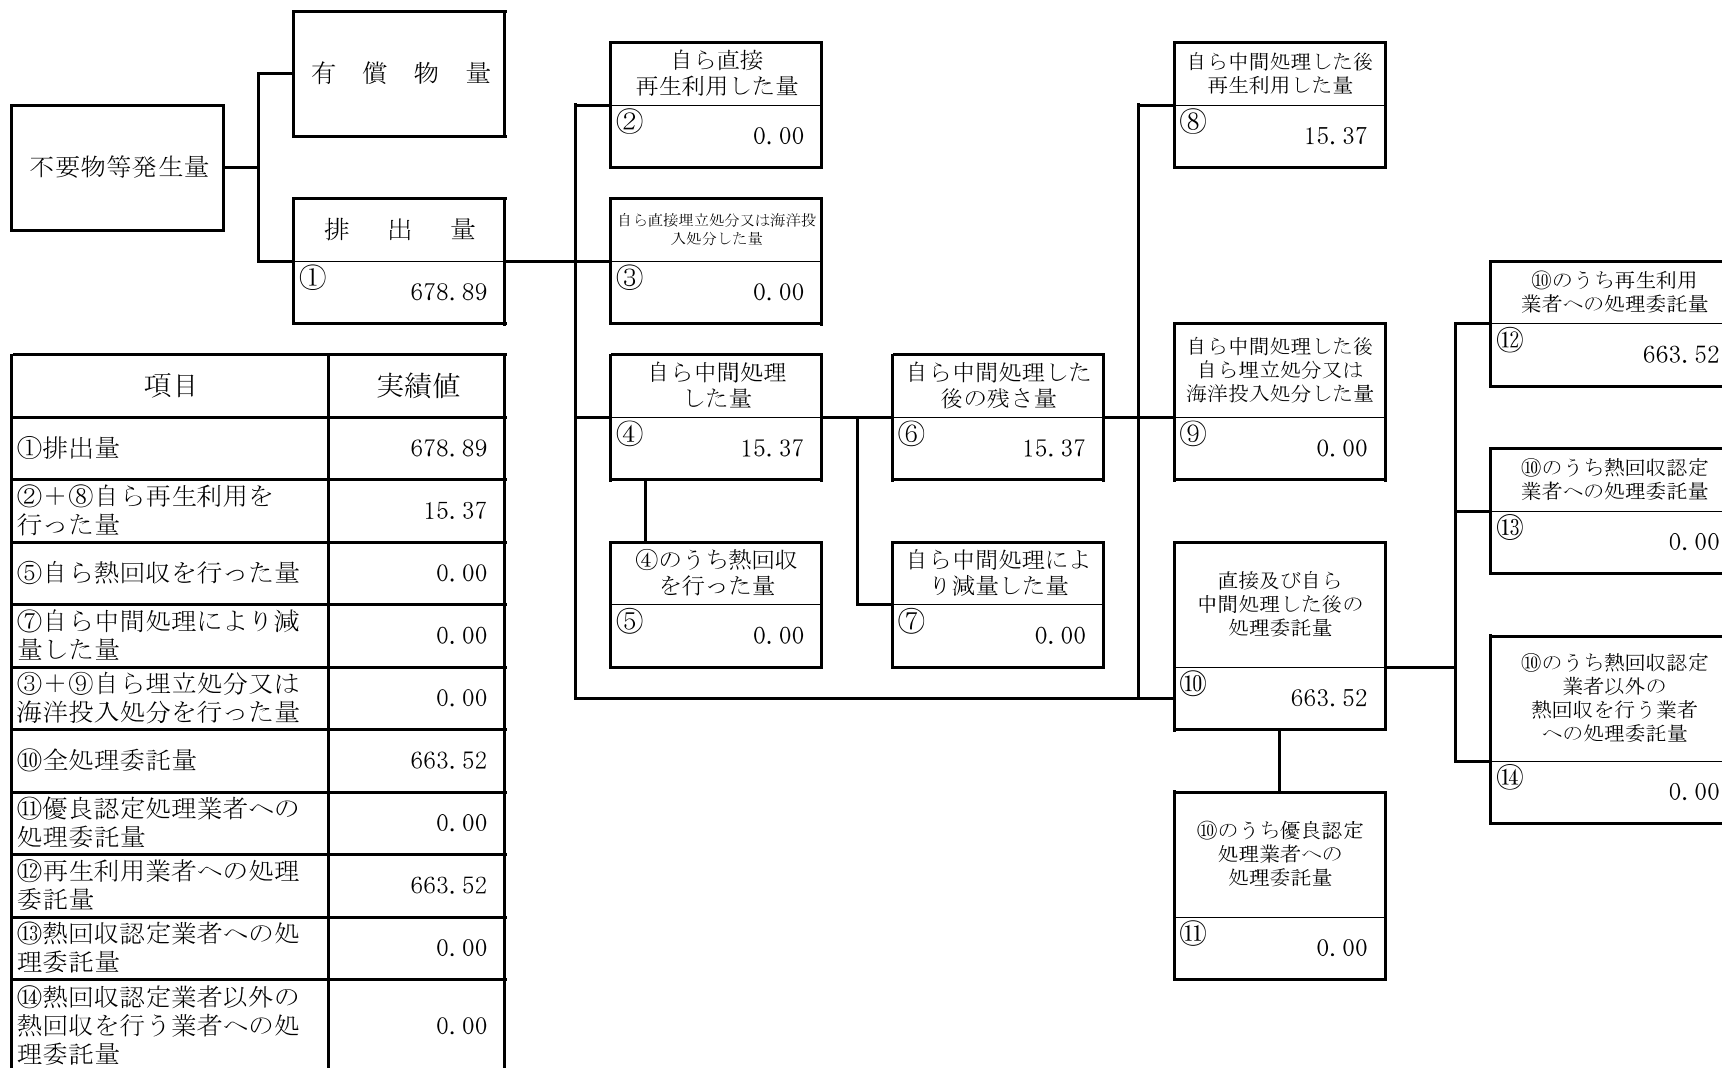 有 償 物 量
不要物等発生量
排 出 量
①
678.89
自ら直接
再生利用した量
②
0.00
自ら直接埋立処分又は海洋投
入処分した量
③
0.00
自ら中間処理
した量
④
15.37
④のうち熱回収
を行った量
⑤
0.00
自ら中間処理した
後の残さ量
⑥
15.37
自ら中間処理によ
り減量した量
⑦
0.00
自ら中間処理した後
再生利用した量
⑧
15.37
自ら中間処理した後
自ら埋立処分又は
海洋投入処分した量
⑨
0.00
直接及び自ら
中間処理した後の
処理委託量
⑩
663.52
⑩のうち優良認定
処理業者への
処理委託量
⑪
0.00
⑩のうち再生利用
業者への処理委託量
⑫
663.52
⑩のうち熱回収認定
業者への処理委託量
⑬
0.00
⑩のうち熱回収認定
業者以外の
熱回収を行う業者
への処理委託量
⑭
0.00
項目 実績値
①排出量 678.89
②＋⑧自ら再生利用を
行った量 15.37
⑤自ら熱回収を行った量 0.00
⑦自ら中間処理により減
量した量 0.00
③＋⑨自ら埋立処分又は
海洋投入処分を行った量 0.00
⑩全処理委託量 663.52
⑪優良認定処理業者への
処理委託量 0.00
⑫再生利用業者への処理
委託量 663.52
⑬熱回収認定業者への処
理委託量 0.00
⑭熱回収認定業者以外の
熱回収を行う業者への処
理委託量 0.00